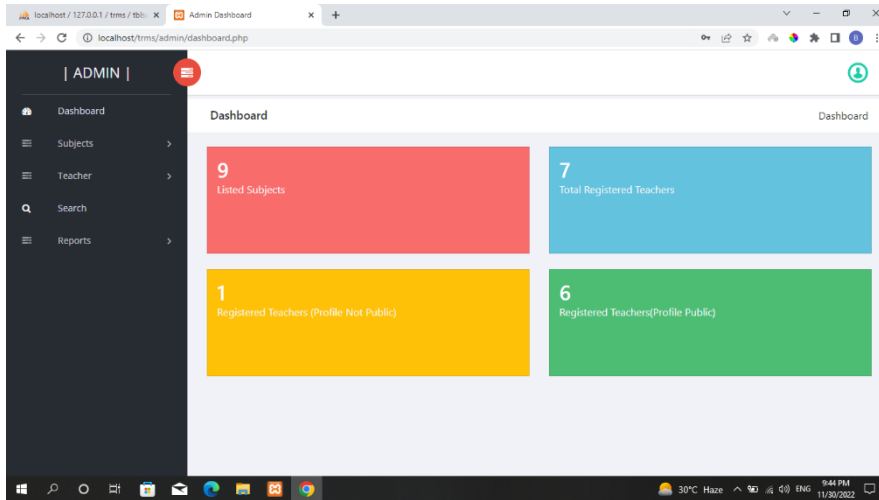 localhost / 127.0.0.1 / trms / tbls
Admin Dashboard
localhost/trms/admin/dashboard.php
B
| ADMIN |
Dashboard
Subjects
Teacher
Search
Reports
Dashboard
Dashboard
9
Listed Subjects
7
Total Registered Teachers
1
Registered Teachers (Profile Not Public)
6
Registered Teachers(Profile Public)
30°C Haze
ENG
9:44 PM
11/30/2022